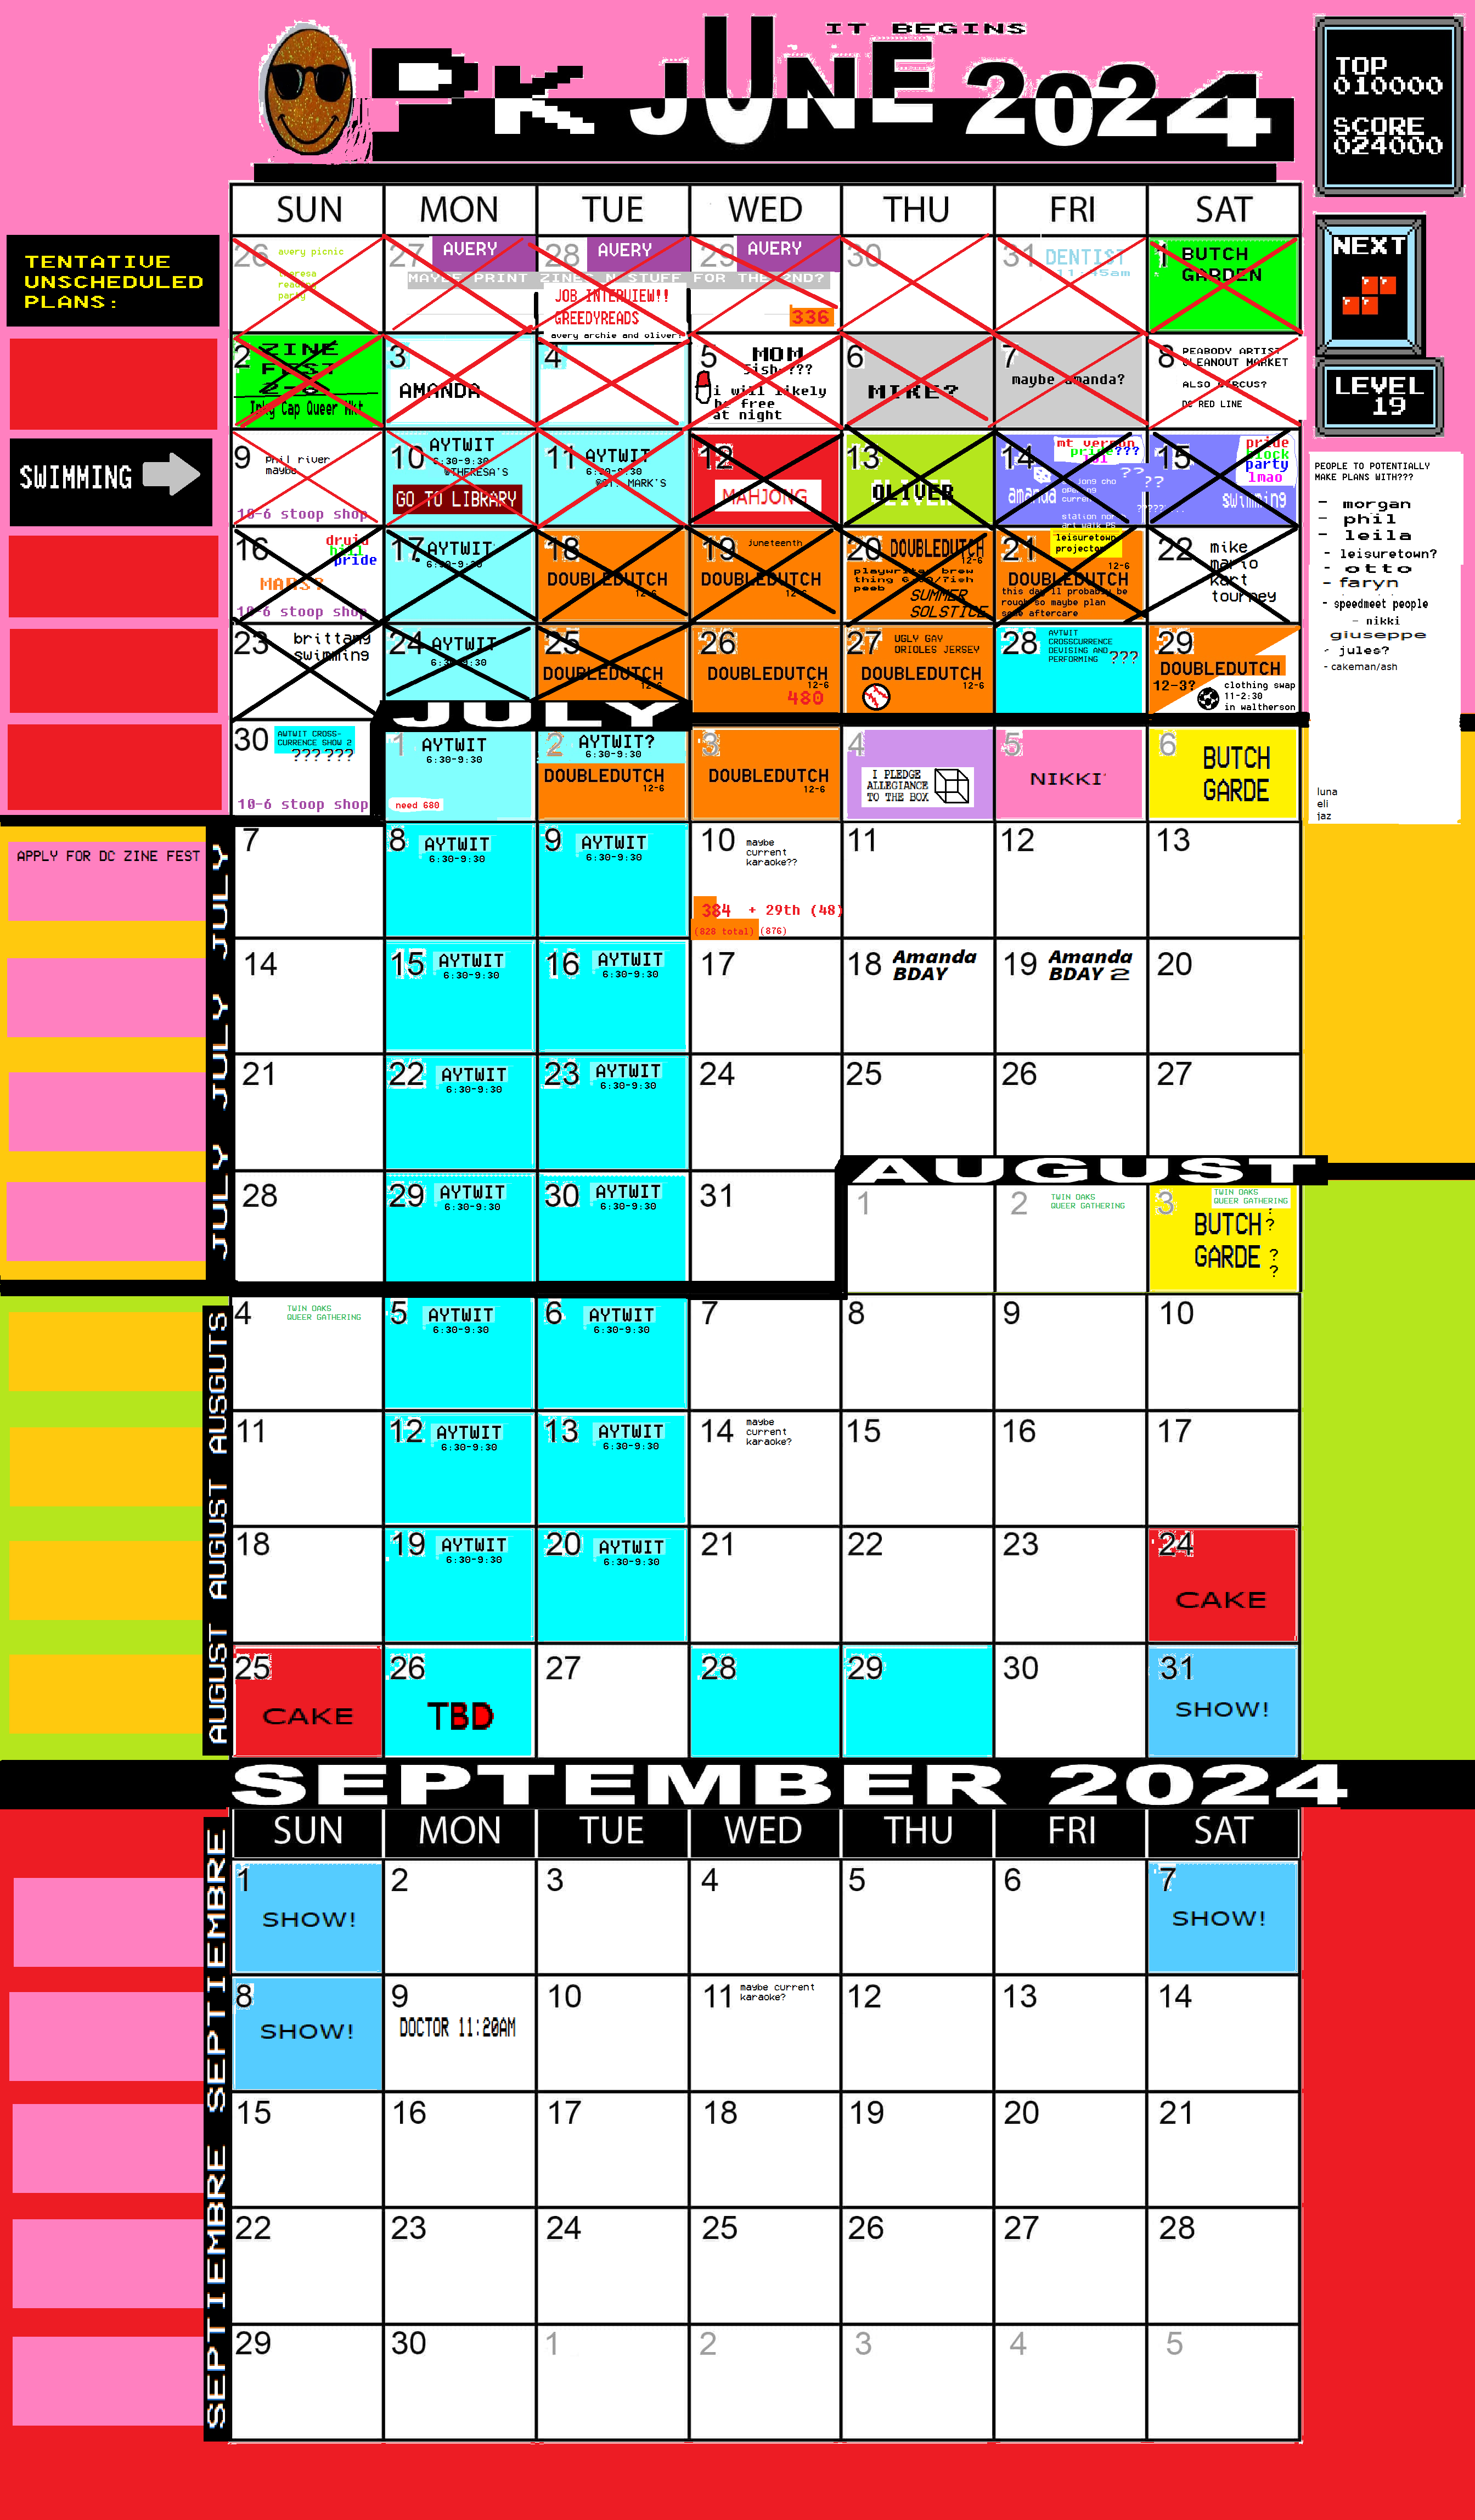 IT BEGINS
PK JUNE 2024
TOP
010000
SCORE
024000
NEXT
LEVEL
19
SUN MON TUE WED THU FRI SAT
TENTATIVE
UNSCHEDULED
PLANS:
SWIMMING
26
avery picnic
theresa
party
27
AVERY
28
AVERY
29
AVERY
MAYBE PRINT ZINES N STUFF FOR THE 2ND?
JOB INTERVIEW!!
GREEDYREADS
avery archie and oliver?
336
30
31
DENTIST
11:45am
1
BUTCH
GARDEN
2
ZINE
FEST
2-8
Inky Cap Queer Mkt
3
AMANDA
4
5
MOM
Sish???
i will likely
be free
at night
6
MIKE?
7
maybe amanda?
8
PEABODY ARTIST
CLEANOUT MARKET
ALSO CIRCUS?
DC RED LINE
9
phil river
maybe
10-6 stoop shop
10
AYTWIT
6:30-9:30
@THERESA'S
GO TO LIBRARY
11
AYTWIT
6:30-9:30
@ST. MARK'S
12
MAHJONG
13
OLIVER
14
mt vernon
pride???
lol
amanda
jong cho
opening
current
station nor
art walk PS
??
??
15
pride
block
party
lmao
swimming
16
druid
hill
pride
MARS?
10-6 stoop shop
17
AYTWIT
6:30-9:30
18
DOUBLEDUTCH
12-6
19
juneteenth
DOUBLEDUTCH
12-6
20
DOUBLEDUTCH
12-6
playwrites brew
thing 6:30/7ish
peeb
SUMMER
SOLSTICE
21
leisuretown
projector
12-6
DOUBLEDUTCH
this day ll probably be
rough so maybe plan
some aftercare
22
mike
mario
kart
tourney
23
brittany
swimming
24
AYTWIT
6:30-9:30
25
DOUBLEDUTCH
12-6
26
DOUBLEDUTCH
12-6
480
27
UGLY GAY
ORIOLES JERSEY
DOUBLEDUTCH
12-6
28
AYTWIT
CROSSCURRENCE
DEVISING AND
PERFORMING ???
29
DOUBLEDUTCH
12-3?
clothing swap
11-2:30
in waltherson
PEOPLE TO POTENTIALLY
MAKE PLANS WITH???
- morgan
- phil
- leila
- leisuretown?
- otto
- faryn
- speedmeet people
- nikki
giuseppe
- jules?
- cakeman/ash
luna
eli
jaz
30
AWTWIT CROSS-
CURRENCE SHOW 2
??????
10-6 stoop shop
JULY
1
AYTWIT
6:30-9:30
need 680
2
AYTWIT?
6:30-9:30
DOUBLEDUTCH
12-6
3
DOUBLEDUTCH
12-6
4
I PLEDGE
ALLEGIANCE
TO THE BOX
5
NIKKI
6
BUTCH
GARDE
JULY JULY JULY JULY
APPLY FOR DC ZINE FEST
7
8
AYTWIT
6:30-9:30
9
AYTWIT
6:30-9:30
10
maybe
current
karaoke??
384 + 29th (48)
(828 total) (876)
11
12
13
14
15
AYTWIT
6:30-9:30
16
AYTWIT
6:30-9:30
17
18
Amanda
BDAY
19
Amanda
BDAY 2
20
21
22
AYTWIT
6:30-9:30
23
AYTWIT
6:30-9:30
24
25
26
27
28
29
AYTWIT
6:30-9:30
30
AYTWIT
6:30-9:30
31
AUGUST
1
2
TWIN OAKS
QUEER GATHERING
3
TWIN OAKS
QUEER GATHERING
BUTCH ?
?
GARDE ?
?
AUGUST AUGUST AUGUST AUSGUTS
4
TWIN OAKS
QUEER GATHERING
5
AYTWIT
6:30-9:30
6
AYTWIT
6:30-9:30
7
8
9
10
11
12
AYTWIT
6:30-9:30
13
AYTWIT
6:30-9:30
14
maybe
current
karaoke?
15
16
17
18
19
AYTWIT
6:30-9:30
20
AYTWIT
6:30-9:30
21
22
23
24
CAKE
25
CAKE
26
TBD
27
28
29
30
31
SHOW!
SEPTEMBER 2024
SUN MON TUE WED THU FRI SAT
SEPTIEMBRE SEPTIEMBRE
1
SHOW!
2
3
4
5
6
7
SHOW!
8
SHOW!
9
DOCTOR 11:20AM
10
11
maybe current
karaoke?
12
13
14
15
16
17
18
19
20
21
22
23
24
25
26
27
28
29
30
1
2
3
4
5